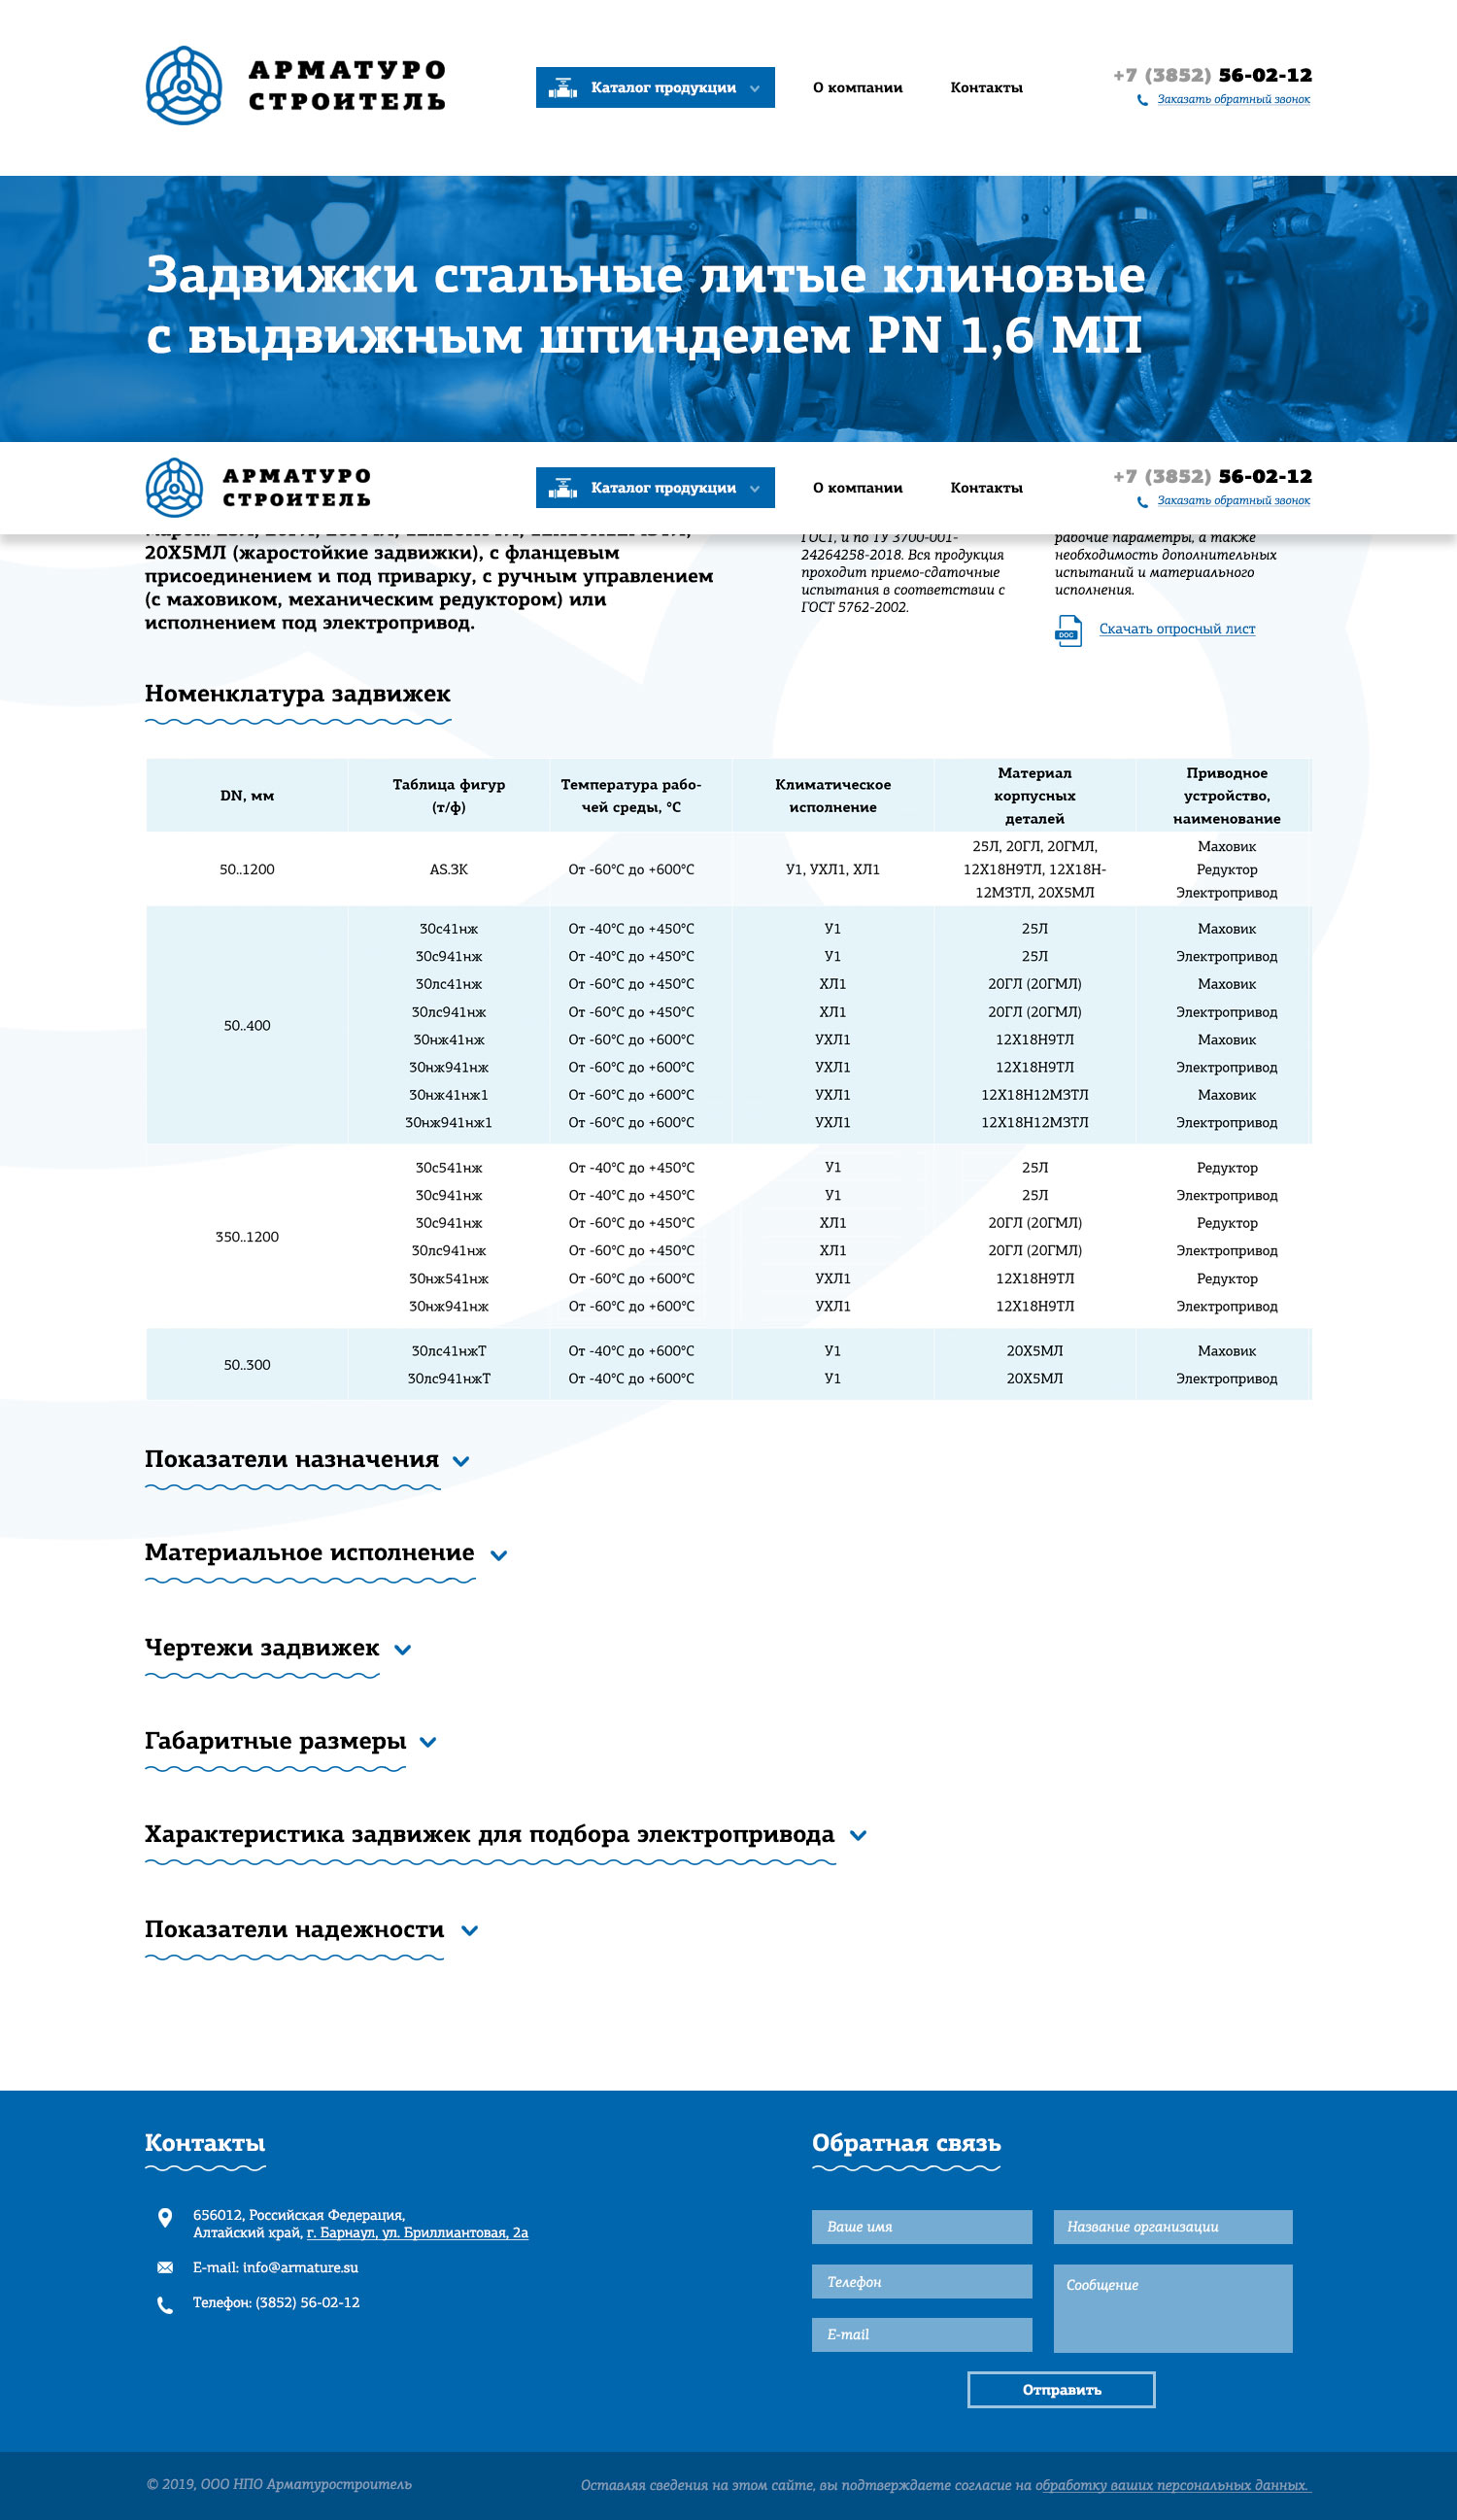 АРМАТУРО
СТРОИТЕЛЬ
Каталог продукции
О компании
Контакты
+7 (3852) 56-02-12
Заказать обратный звонок
Задвижки стальные литые клиновые
с выдвижным шпинделем PN 1,6 МП
АРМАТУРО
СТРОИТЕЛЬ
Каталог продукции
О компании
Контакты
+7 (3852) 56-02-12
Заказать обратный звонок
20Х5МЛ (жаростойкие задвижки), с фланцевым
присоединением и под приварку, с ручным управлением
(с маховиком, механическим редуктором) или
исполнением под электропривод.
ГОСТ, и по ТУ 3700-001-
24264258-2018. Вся продукция
проходит приемо-сдаточные
испытания в соответствии с
ГОСТ 5762-2002.
рабочие параметры, а также
необходимость дополнительных
испытаний и материального
исполнения.
DOC
Скачать опросный лист
Номенклатура задвижек
DN, мм
Таблица фигур
(т/ф)
Температура рабо-
чей среды, °С
Климатическое
исполнение
Материал
корпусных
деталей
Приводное
устройство,
наименование
50..1200
AS.ЗК
От -60°С до +600°С
У1, УХЛ1, ХЛ1
25Л, 20ГЛ, 20ГМЛ,
12Х18Н9ТЛ, 12Х18Н-
12МЗТЛ, 20Х5МЛ
Маховик
Редуктор
Электропривод
50..400
30с41нж От -40°С до +450°С У1 25Л Маховик
30с941нж От -40°С до +450°С У1 25Л Электропривод
30лс41нж От -60°С до +450°С ХЛ1 20ГЛ (20ГМЛ) Маховик
30лс941нж От -60°С до +450°С ХЛ1 20ГЛ (20ГМЛ) Электропривод
30нж41нж От -60°С до +600°С УХЛ1 12Х18Н9ТЛ Маховик
30нж941нж От -60°С до +600°С УХЛ1 12Х18Н9ТЛ Электропривод
30нж41нж1 От -60°С до +600°С УХЛ1 12Х18Н12МЗТЛ Маховик
30нж941нж1 От -60°С до +600°С УХЛ1 12Х18Н12МЗТЛ Электропривод
350..1200
30с541нж От -40°С до +450°С У1 25Л Редуктор
30с941нж От -40°С до +450°С У1 25Л Электропривод
30с941нж От -60°С до +450°С ХЛ1 20ГЛ (20ГМЛ) Редуктор
30лс941нж От -60°С до +450°С ХЛ1 20ГЛ (20ГМЛ) Электропривод
30нж541нж От -60°С до +600°С УХЛ1 12Х18Н9ТЛ Редуктор
30нж941нж От -60°С до +600°С УХЛ1 12Х18Н9ТЛ Электропривод
50..300
30лс41нжТ От -40°С до +600°С У1 20Х5МЛ Маховик
30лс941нжТ От -40°С до +600°С У1 20Х5МЛ Электропривод
Показатели назначения
Материальное исполнение
Чертежи задвижек
Габаритные размеры
Характеристика задвижек для подбора электропривода
Показатели надежности
Контакты
656012, Российская Федерация,
Алтайский край, г. Барнаул, ул. Бриллиантовая, 2а
E-mail: info@armature.su
Телефон: (3852) 56-02-12
Обратная связь
Ваше имя
Название организации
Телефон
Сообщение
E-mail
Отправить
© 2019, ООО НПО Арматуростроитель
Оставляя сведения на этом сайте, вы подтверждаете согласие на обработку ваших персональных данных.